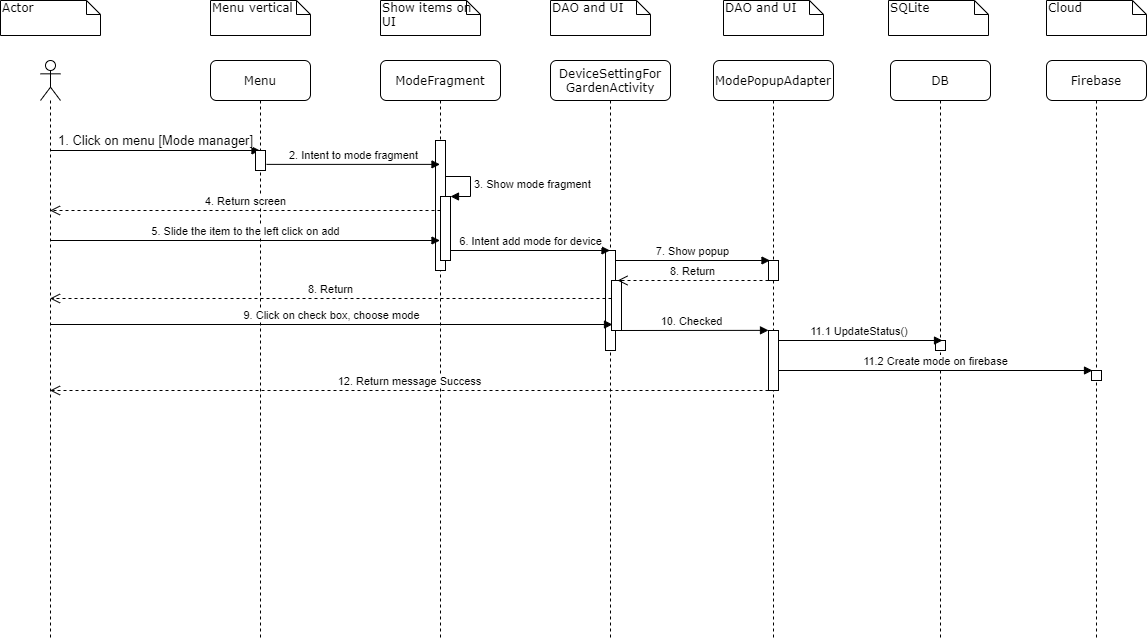 Actor
Menu vertical
Show items on
UI
DAO and UI
DAO and UI
SQLite
Cloud
Menu
ModeFragment
DeviceSettingFor
GardenActivity
ModePopupAdapter
DB
Firebase
1. Click on menu [Mode manager]
2. Intent to mode fragment
3. Show mode fragment
4. Return screen
5. Slide the item to the left click on add
6. Intent add mode for device
7. Show popup
8. Return
8. Return
9. Click on check box, choose mode
10. Checked
11.1 UpdateStatus()
11.2 Create mode on firebase
12. Return message Success